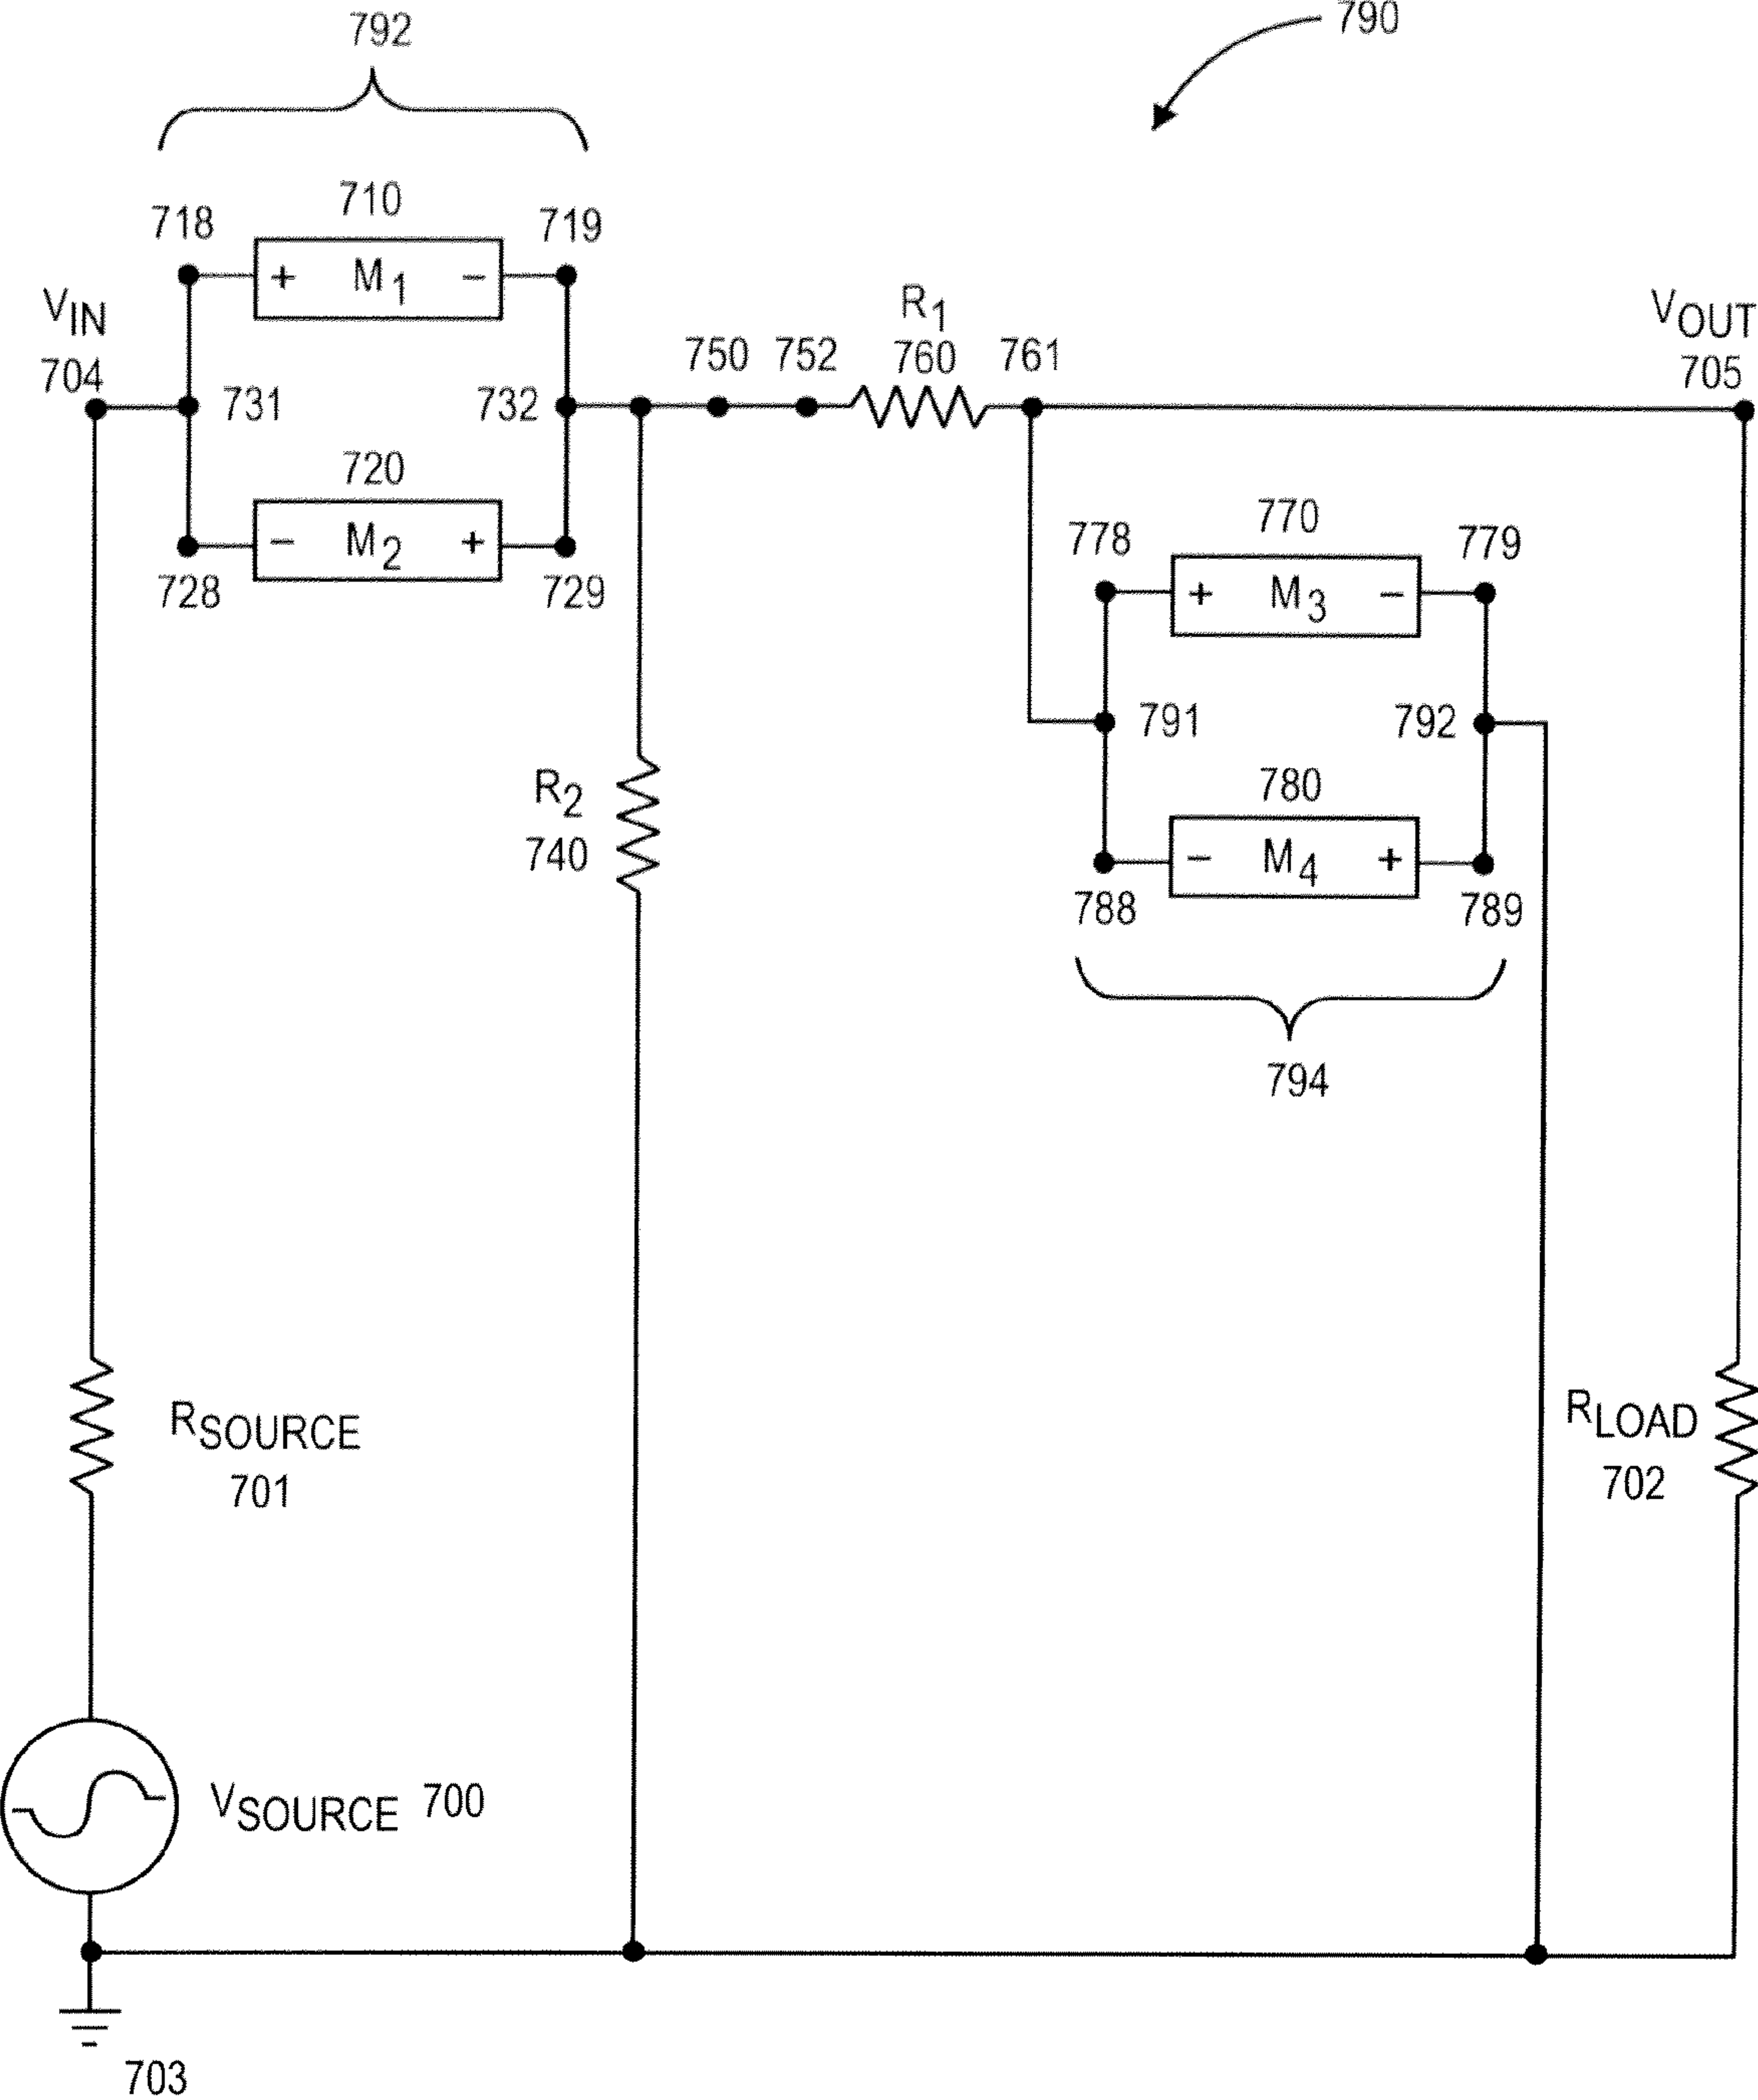 790
792
710
718 719
+ M1 −
VIN
704
731 732
720
− M2 +
728 729
750 752
R1
760
761
VOUT
705
770
778 779
+ M3 −
791 792
R2
740
780
− M4 +
788 789
794
RSOURCE
701
RLOAD
702
VSOURCE 700
703